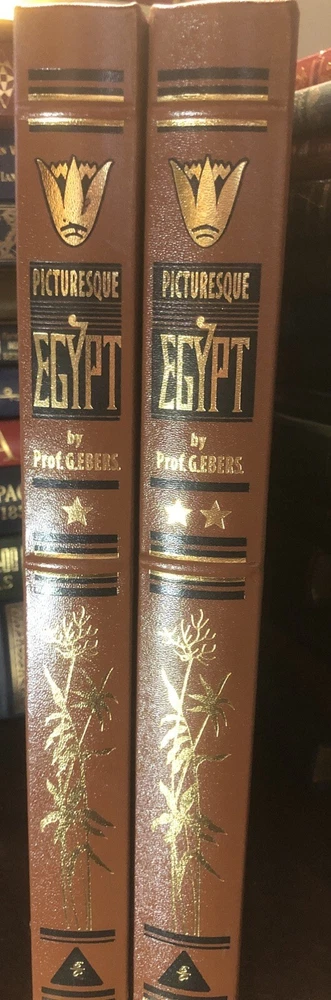 PICTURESQUE
EGYPT
by
Prof. G. EBERS.
PICTURESQUE
EGYPT
by
Prof. G. EBERS.